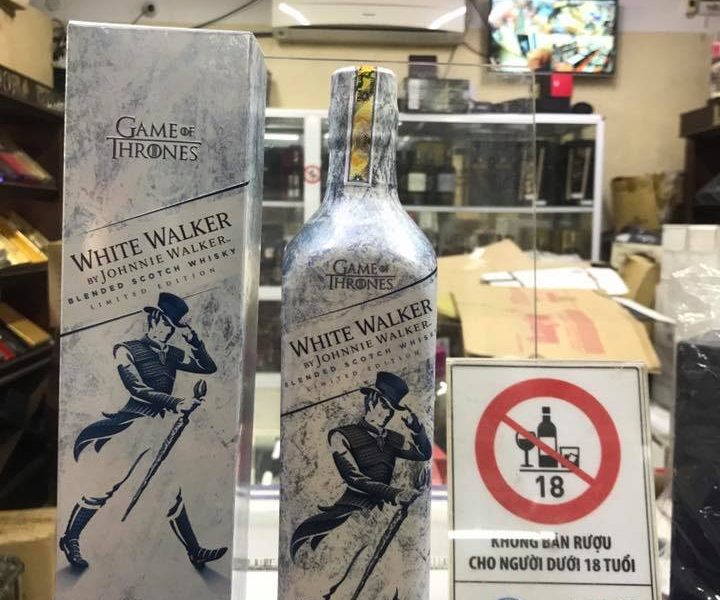 GAME OF
THRONES
WHITE WALKER
BY JOHNNIE WALKER
BLENDED SCOTCH WHISKY
LIMITED EDITION
GAME OF
THRONES
WHITE WALKER
BY JOHNNIE WALKER
BLENDED SCOTCH WHISKY
LIMITED EDITION
18
KHÔNG BÁN RƯỢU
CHO NGƯỜI DƯỚI 18 TUỔI